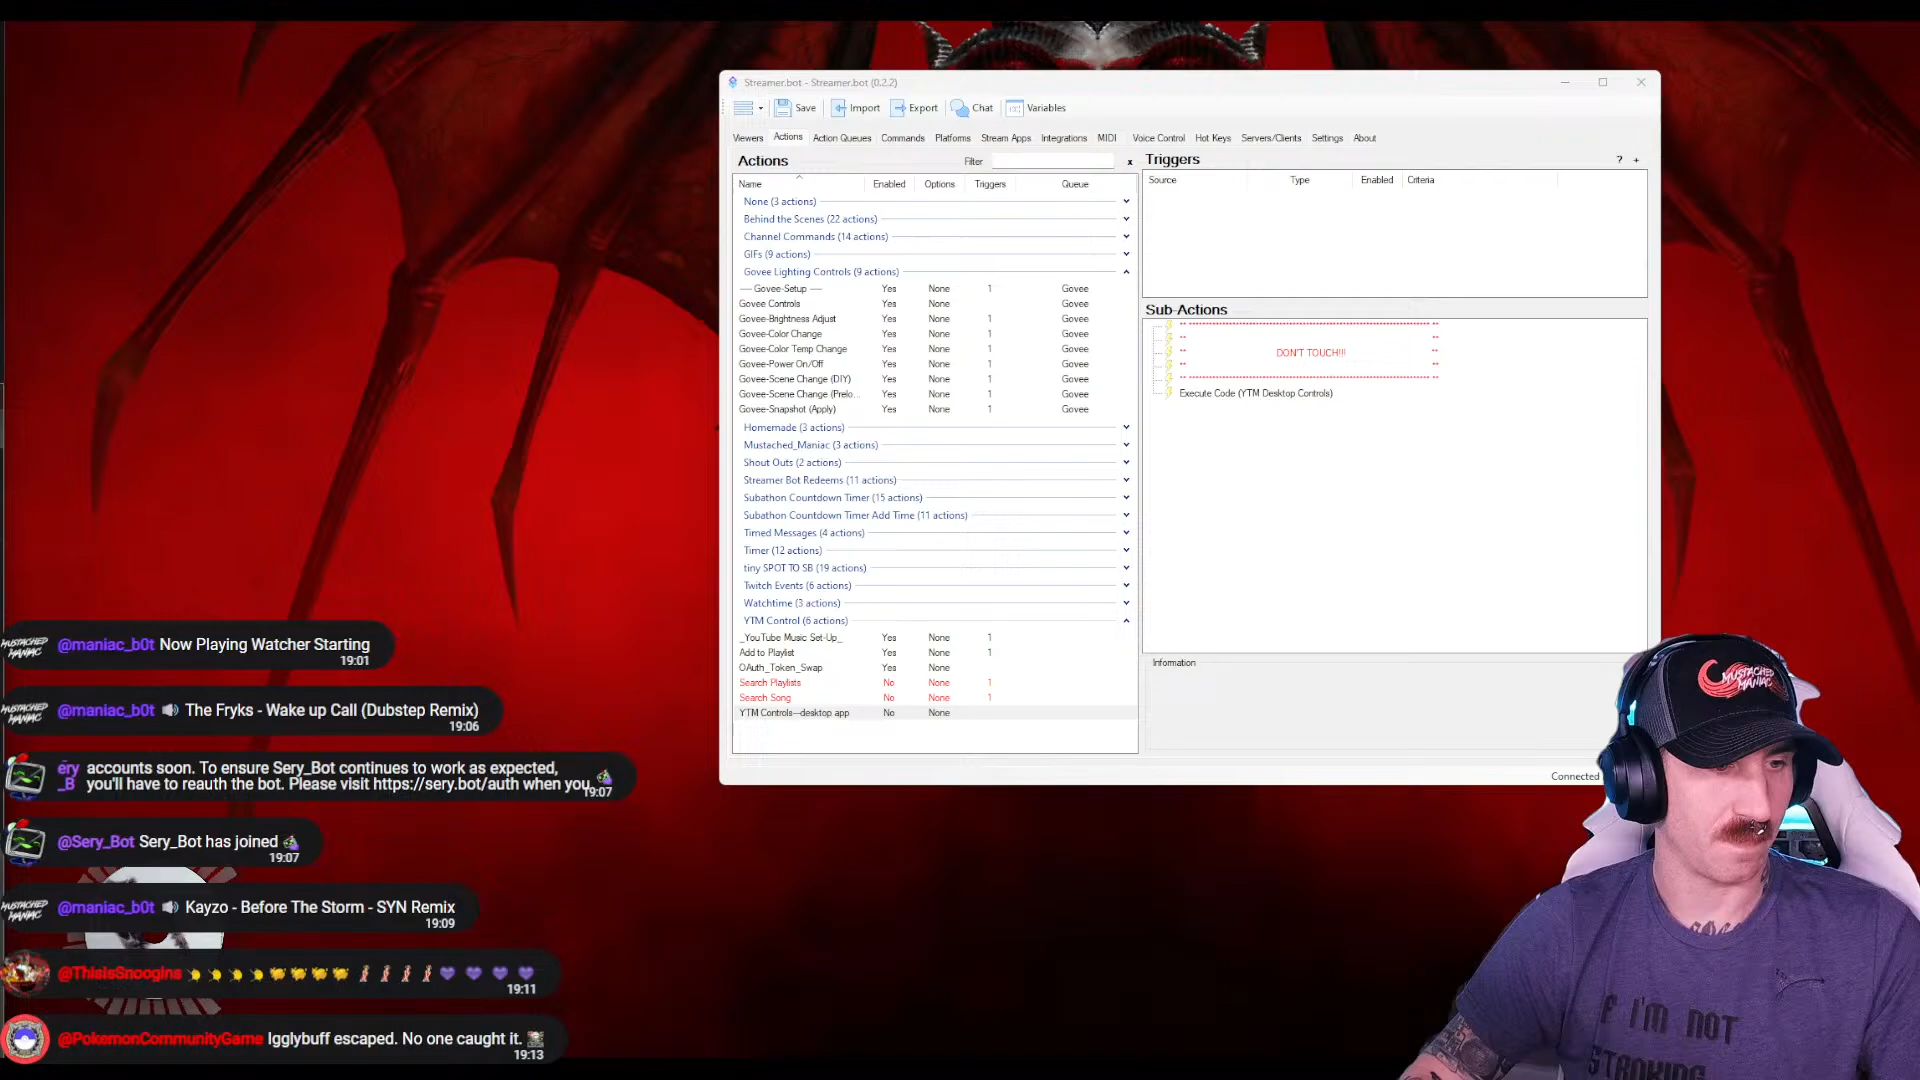 Streamer.bot - Streamer.bot (0.2.2)
Save Import Export Chat Variables
Viewers Actions Action Queues Commands Platforms Stream Apps Integrations MIDI Voice Control Hot Keys Servers/Clients Settings About
Actions Filter x
Name Enabled Options Triggers Queue
None (3 actions)
Behind the Scenes (22 actions)
Channel Commands (14 actions)
GIFs (9 actions)
Govee Lighting Controls (9 actions)
---- Govee-Setup ---- Yes None 1 Govee
Govee Controls Yes None Govee
Govee-Brightness Adjust Yes None 1 Govee
Govee-Color Change Yes None 1 Govee
Govee-Color Temp Change Yes None 1 Govee
Govee-Power On/Off Yes None 1 Govee
Govee-Scene Change (DIY) Yes None 1 Govee
Govee-Scene Change (Prelo... Yes None 1 Govee
Govee-Snapshot (Apply) Yes None 1 Govee
Homemade (3 actions)
Mustached_Maniac (3 actions)
Shout Outs (2 actions)
Streamer Bot Redeems (11 actions)
Subathon Countdown Timer (15 actions)
Subathon Countdown Timer Add Time (11 actions)
Timed Messages (4 actions)
Timer (12 actions)
tiny SPOT TO SB (19 actions)
Twitch Events (6 actions)
Watchtime (3 actions)
YTM Control (6 actions)
_YouTube Music Set-Up_ Yes None 1
Add to Playlist Yes None 1
OAuth_Token_Swap Yes None
Search Playlists No None 1
Search Song No None 1
YTM Controls---desktop app No None
Triggers ? +
Source Type Enabled Criteria
Sub-Actions
DON'T TOUCH!!!
Execute Code (YTM Desktop Controls)
Information
Connected
MUSTACHED MANIAC @maniac_b0t Now Playing Watcher Starting
19:01
MUSTACHED MANIAC @maniac_b0t 🔊 The Fryks - Wake up Call (Dubstep Remix)
19:06
ery accounts soon. To ensure Sery_Bot continues to work as expected,
_B you'll have to reauth the bot. Please visit https://sery.bot/auth when you
19:07
@Sery_Bot Sery_Bot has joined
19:07
MUSTACHED MANIAC @maniac_b0t 🔊 Kayzo - Before The Storm - SYN Remix
19:09
@ThisIsSnoogins
19:11
@PokemonCommunityGame Igglybuff escaped. No one caught it.
19:13
MUSTACHED
MANIAC
IF I'M NOT
STROKING